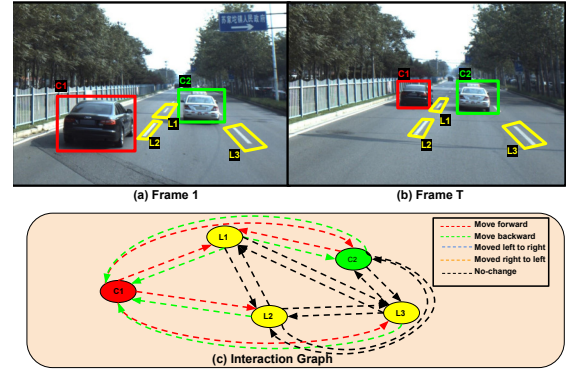 C1
C2
L1
L2
L3
C1
C2
L1
L2
L3
(a) Frame 1
(b) Frame T
Move forward
Move backward
Moved left to right
Moved right to left
No-change
L1
C2
C1
L2
L3
(c) Interaction Graph